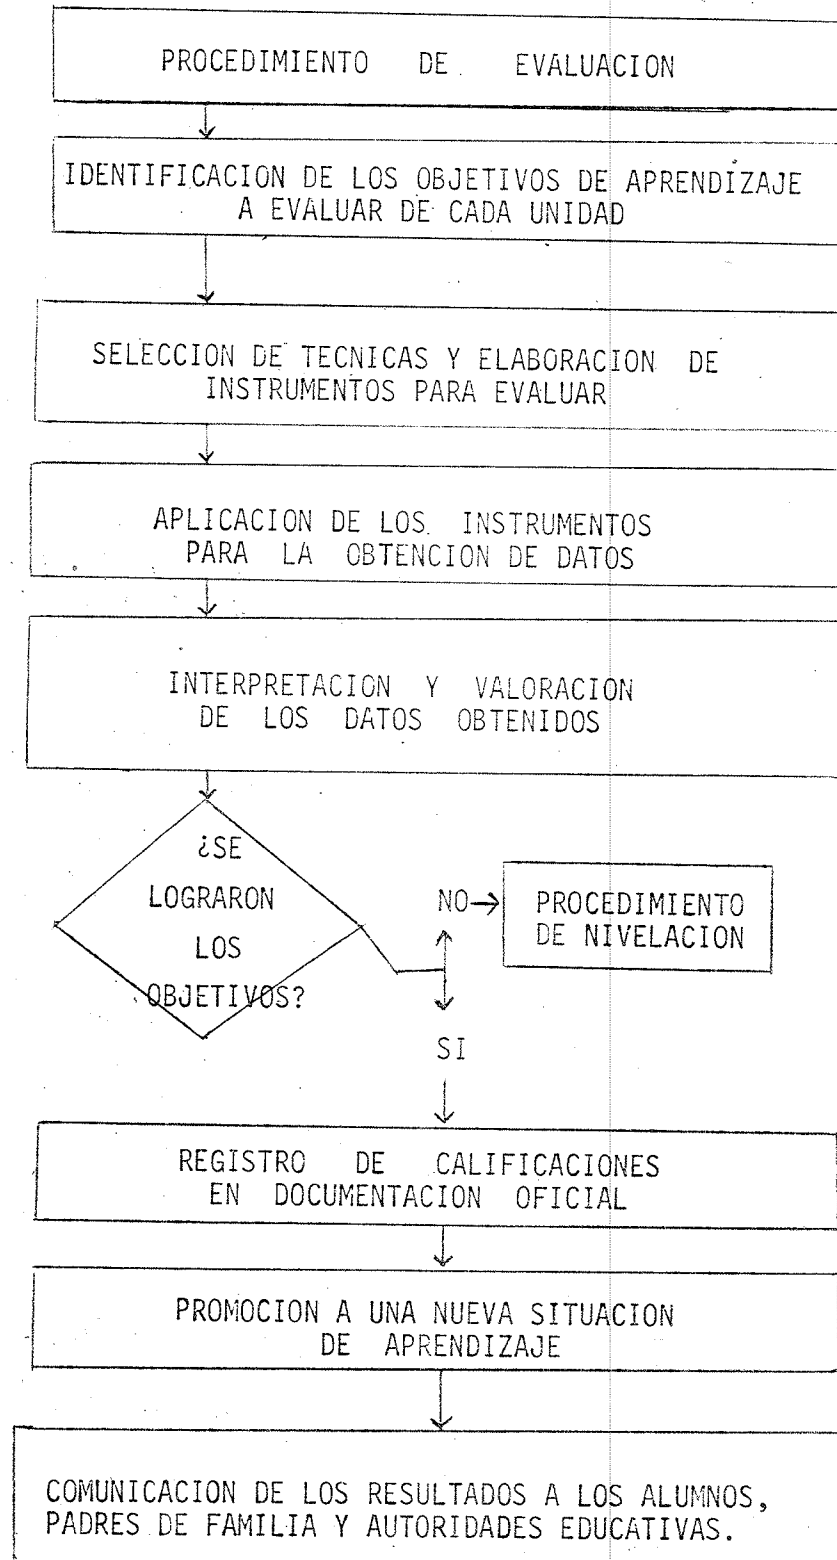 PROCEDIMIENTO DE EVALUACION
IDENTIFICACION DE LOS OBJETIVOS DE APRENDIZAJE
A EVALUAR DE CADA UNIDAD
SELECCION DE TECNICAS Y ELABORACION DE
INSTRUMENTOS PARA EVALUAR
APLICACION DE LOS INSTRUMENTOS
PARA LA OBTENCION DE DATOS
INTERPRETACION Y VALORACION
DE LOS DATOS OBTENIDOS
¿SE
LOGRARON
LOS
OBJETIVOS?
NO
PROCEDIMIENTO
DE NIVELACION
SI
REGISTRO DE CALIFICACIONES
EN DOCUMENTACION OFICIAL
PROMOCION A UNA NUEVA SITUACION
DE APRENDIZAJE
COMUNICACION DE LOS RESULTADOS A LOS ALUMNOS,
PADRES DE FAMILIA Y AUTORIDADES EDUCATIVAS.